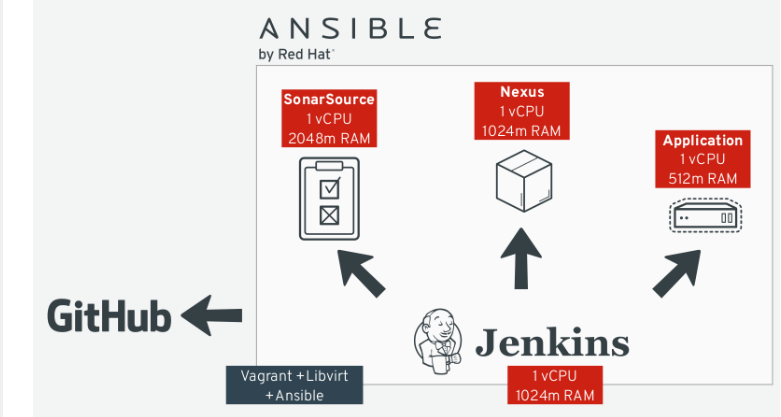 ANSIBLE
by Red Hat
SonarSource
1 vCPU
2048m RAM
Nexus
1 vCPU
1024m RAM
Application
1 vCPU
512m RAM
GitHub
Jenkins
Vagrant +Libvirt
+Ansible
1 vCPU
1024m RAM